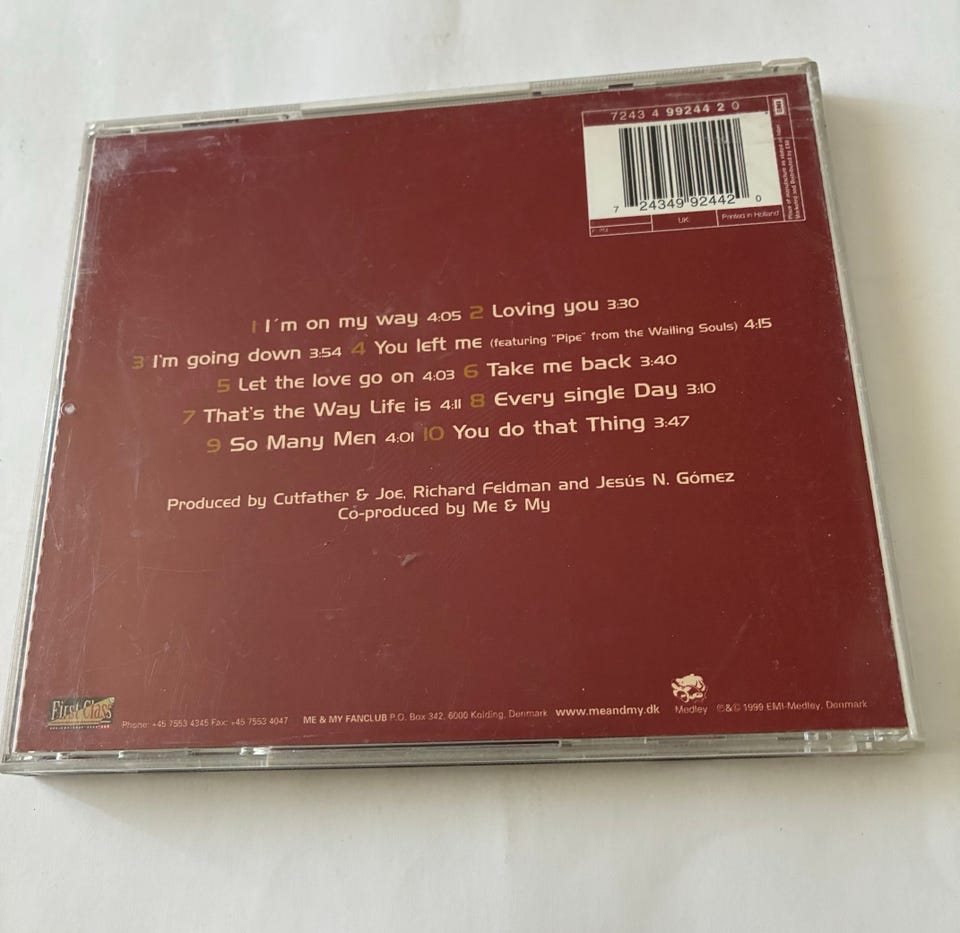 7243 4 99244 2 0
EMI
7 24349 92442 0
UK:
Printed in Holland
1 I´m on my way 4:05 2 Loving you 3:30
3 I'm going down 3:54 4 You left me (featuring "Pipe" from the Wailing Souls) 4:15
5 Let the love go on 4:03 6 Take me back 3:40
7 That's the Way Life is 4:11 8 Every single Day 3:10
9 So Many Men 4:01 10 You do that Thing 3:47
Produced by Cutfather & Joe, Richard Feldman and Jesús N. Gómez
Co-produced by Me & My
First Class
Phone: +45 7553 4345 Fax: +45 7553 4047
ME & MY FANCLUB P.O. Box 342, 6000 Kolding, Denmark www.meandmy.dk
Medley
℗&© 1999 EMI-Medley, Denmark